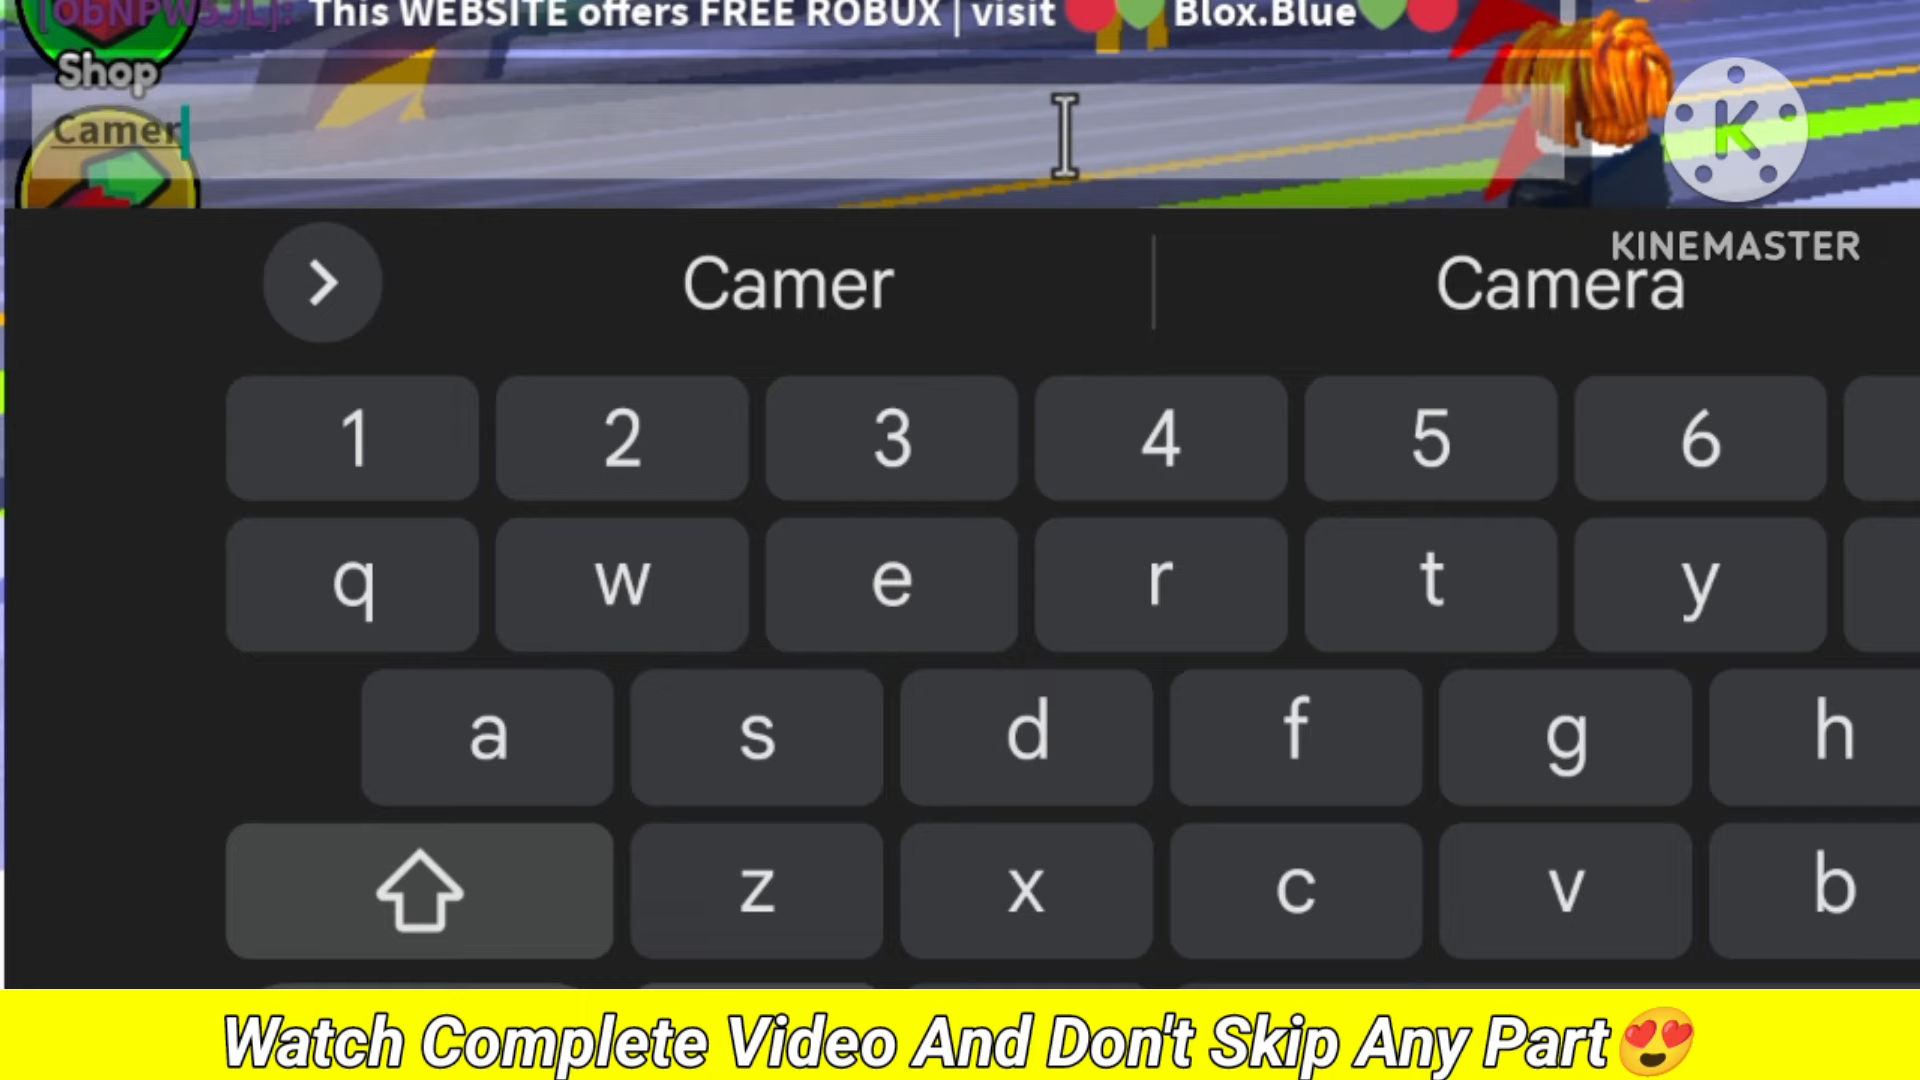 [ObNPW5JL]: This WEBSITE offers FREE ROBUX | visit Blox.Blue
Shop
Camer
K
KINEMASTER
Camer Camera
1 2 3 4 5 6
q w e r t y
a s d f g h
z x c v b
Watch Complete Video And Don't Skip Any Part😍